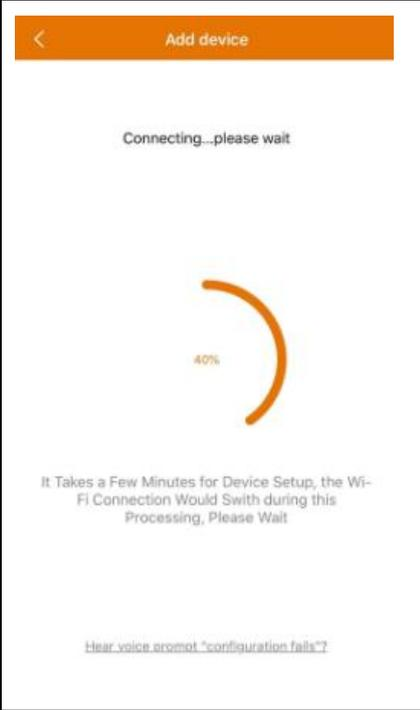 Add device
Connecting...please wait
40%
It Takes a Few Minutes for Device Setup, the Wi-
Fi Connection Would Swith during this
Processing, Please Wait
Hear voice prompt "configuration fails"?